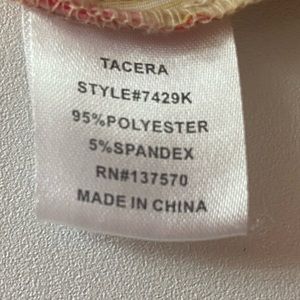 TACERA
STYLE#7429K
95%POLYESTER
5%SPANDEX
RN#137570
MADE IN CHINA